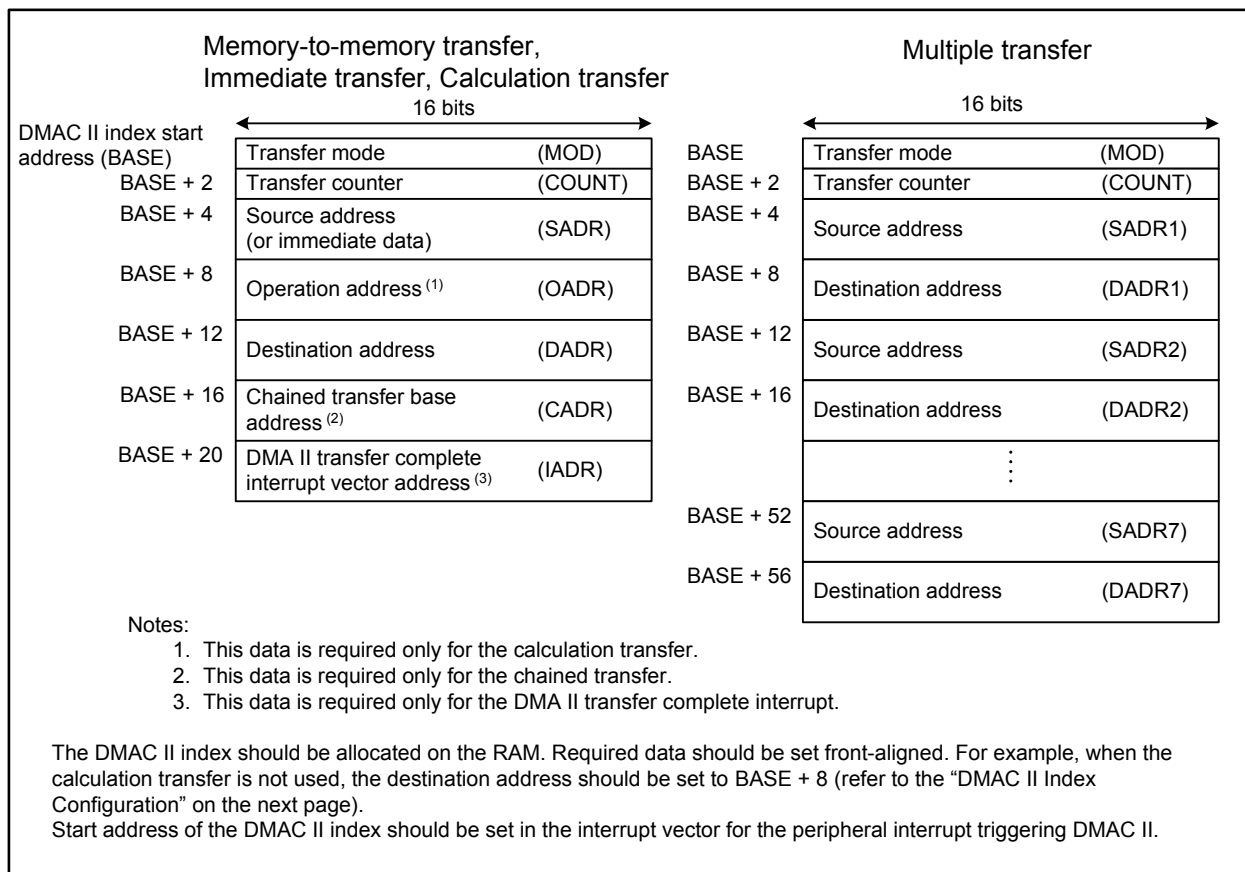 Memory-to-memory transfer,
Immediate transfer, Calculation transfer
16 bits
DMAC II index start
address (BASE)
Transfer mode (MOD)
BASE + 2
Transfer counter (COUNT)
BASE + 4
Source address
(or immediate data) (SADR)
BASE + 8
Operation address (1) (OADR)
BASE + 12
Destination address (DADR)
BASE + 16
Chained transfer base
address (2) (CADR)
BASE + 20
DMA II transfer complete
interrupt vector address (3) (IADR)
Multiple transfer
16 bits
BASE
Transfer mode (MOD)
BASE + 2
Transfer counter (COUNT)
BASE + 4
Source address (SADR1)
BASE + 8
Destination address (DADR1)
BASE + 12
Source address (SADR2)
BASE + 16
Destination address (DADR2)
BASE + 52
Source address (SADR7)
BASE + 56
Destination address (DADR7)
Notes:
1. This data is required only for the calculation transfer.
2. This data is required only for the chained transfer.
3. This data is required only for the DMA II transfer complete interrupt.
The DMAC II index should be allocated on the RAM. Required data should be set front-aligned. For example, when the
calculation transfer is not used, the destination address should be set to BASE + 8 (refer to the “DMAC II Index
Configuration” on the next page).
Start address of the DMAC II index should be set in the interrupt vector for the peripheral interrupt triggering DMAC II.